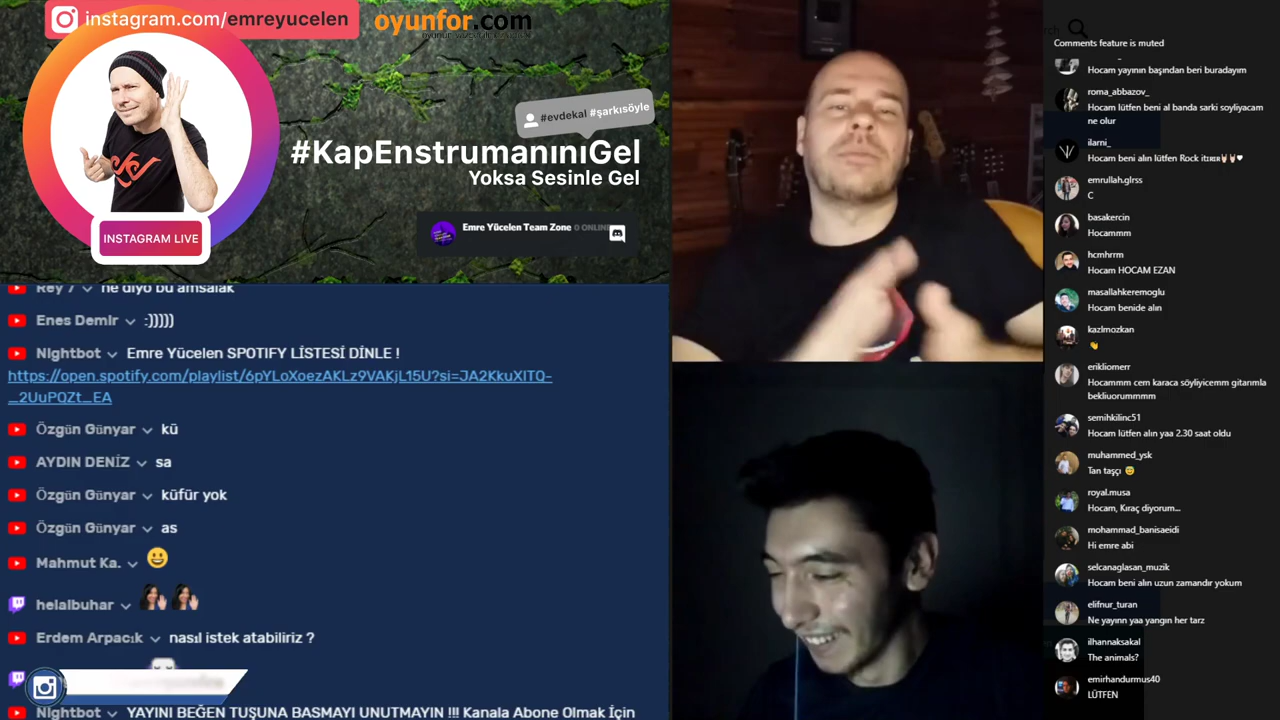 instagram.com/emreyucelen
oyunfor.com
#evdekal #şarkısöyle
#KapEnstrumanınıGel
Yoksa Sesinle Gel
INSTAGRAM LIVE
Emre Yücelen Team Zone 0 ONLINE
Rey 7 ne diyo bu amsalak
Enes Demir :)))))
Nightbot Emre Yücelen SPOTIFY LİSTESİ DİNLE !
https://open.spotify.com/playlist/6pYLoXoezAKLz9VAKjL15U?si=JA2KkuXITQ-
_2UuPQZt_EA
Özgün Günyar kü
AYDIN DENİZ sa
Özgün Günyar küfür yok
Özgün Günyar as
Mahmut Ka. 😀
helalbuhar
Erdem Arpacık nasıl istek atabiliriz ?
Nightbot YAYINI BEĞEN TUŞUNA BASMAYI UNUTMAYIN !!! Kanala Abone Olmak İçin
Comments feature is muted
Hocam yayının başından beri buradayım
roma_abbazov_
Hocam lütfen beni al banda sarki soyliyacam
ne olur
ilarni_
Hocam beni alın lütfen Rock
emrullah.glrss
C
basakercin
Hocammm
hcmhrrm
Hocam HOCAM EZAN
masallahkeremoglu
Hocam benide alın
kazlmozkan
👏
erikliomerr
Hocammm cem karaca söyliyicemm gitarımla
bekliuorummmm
semihkilinc51
Hocam lütfen alın yaa 2.30 saat oldu
muhammed_ysk
Tan taşçı 😇
royal.musa
Hocam, Kıraç diyorum...
mohammad_banisaeidi
Hi emre abi
selcanaglasan_muzik
Hocam beni alın uzun zamandır yokum
elifnur_turan
Ne yayınn yaa yangın her tarz
ilhannaksakal
The animals?
emirhandurmus40
LÜTFEN